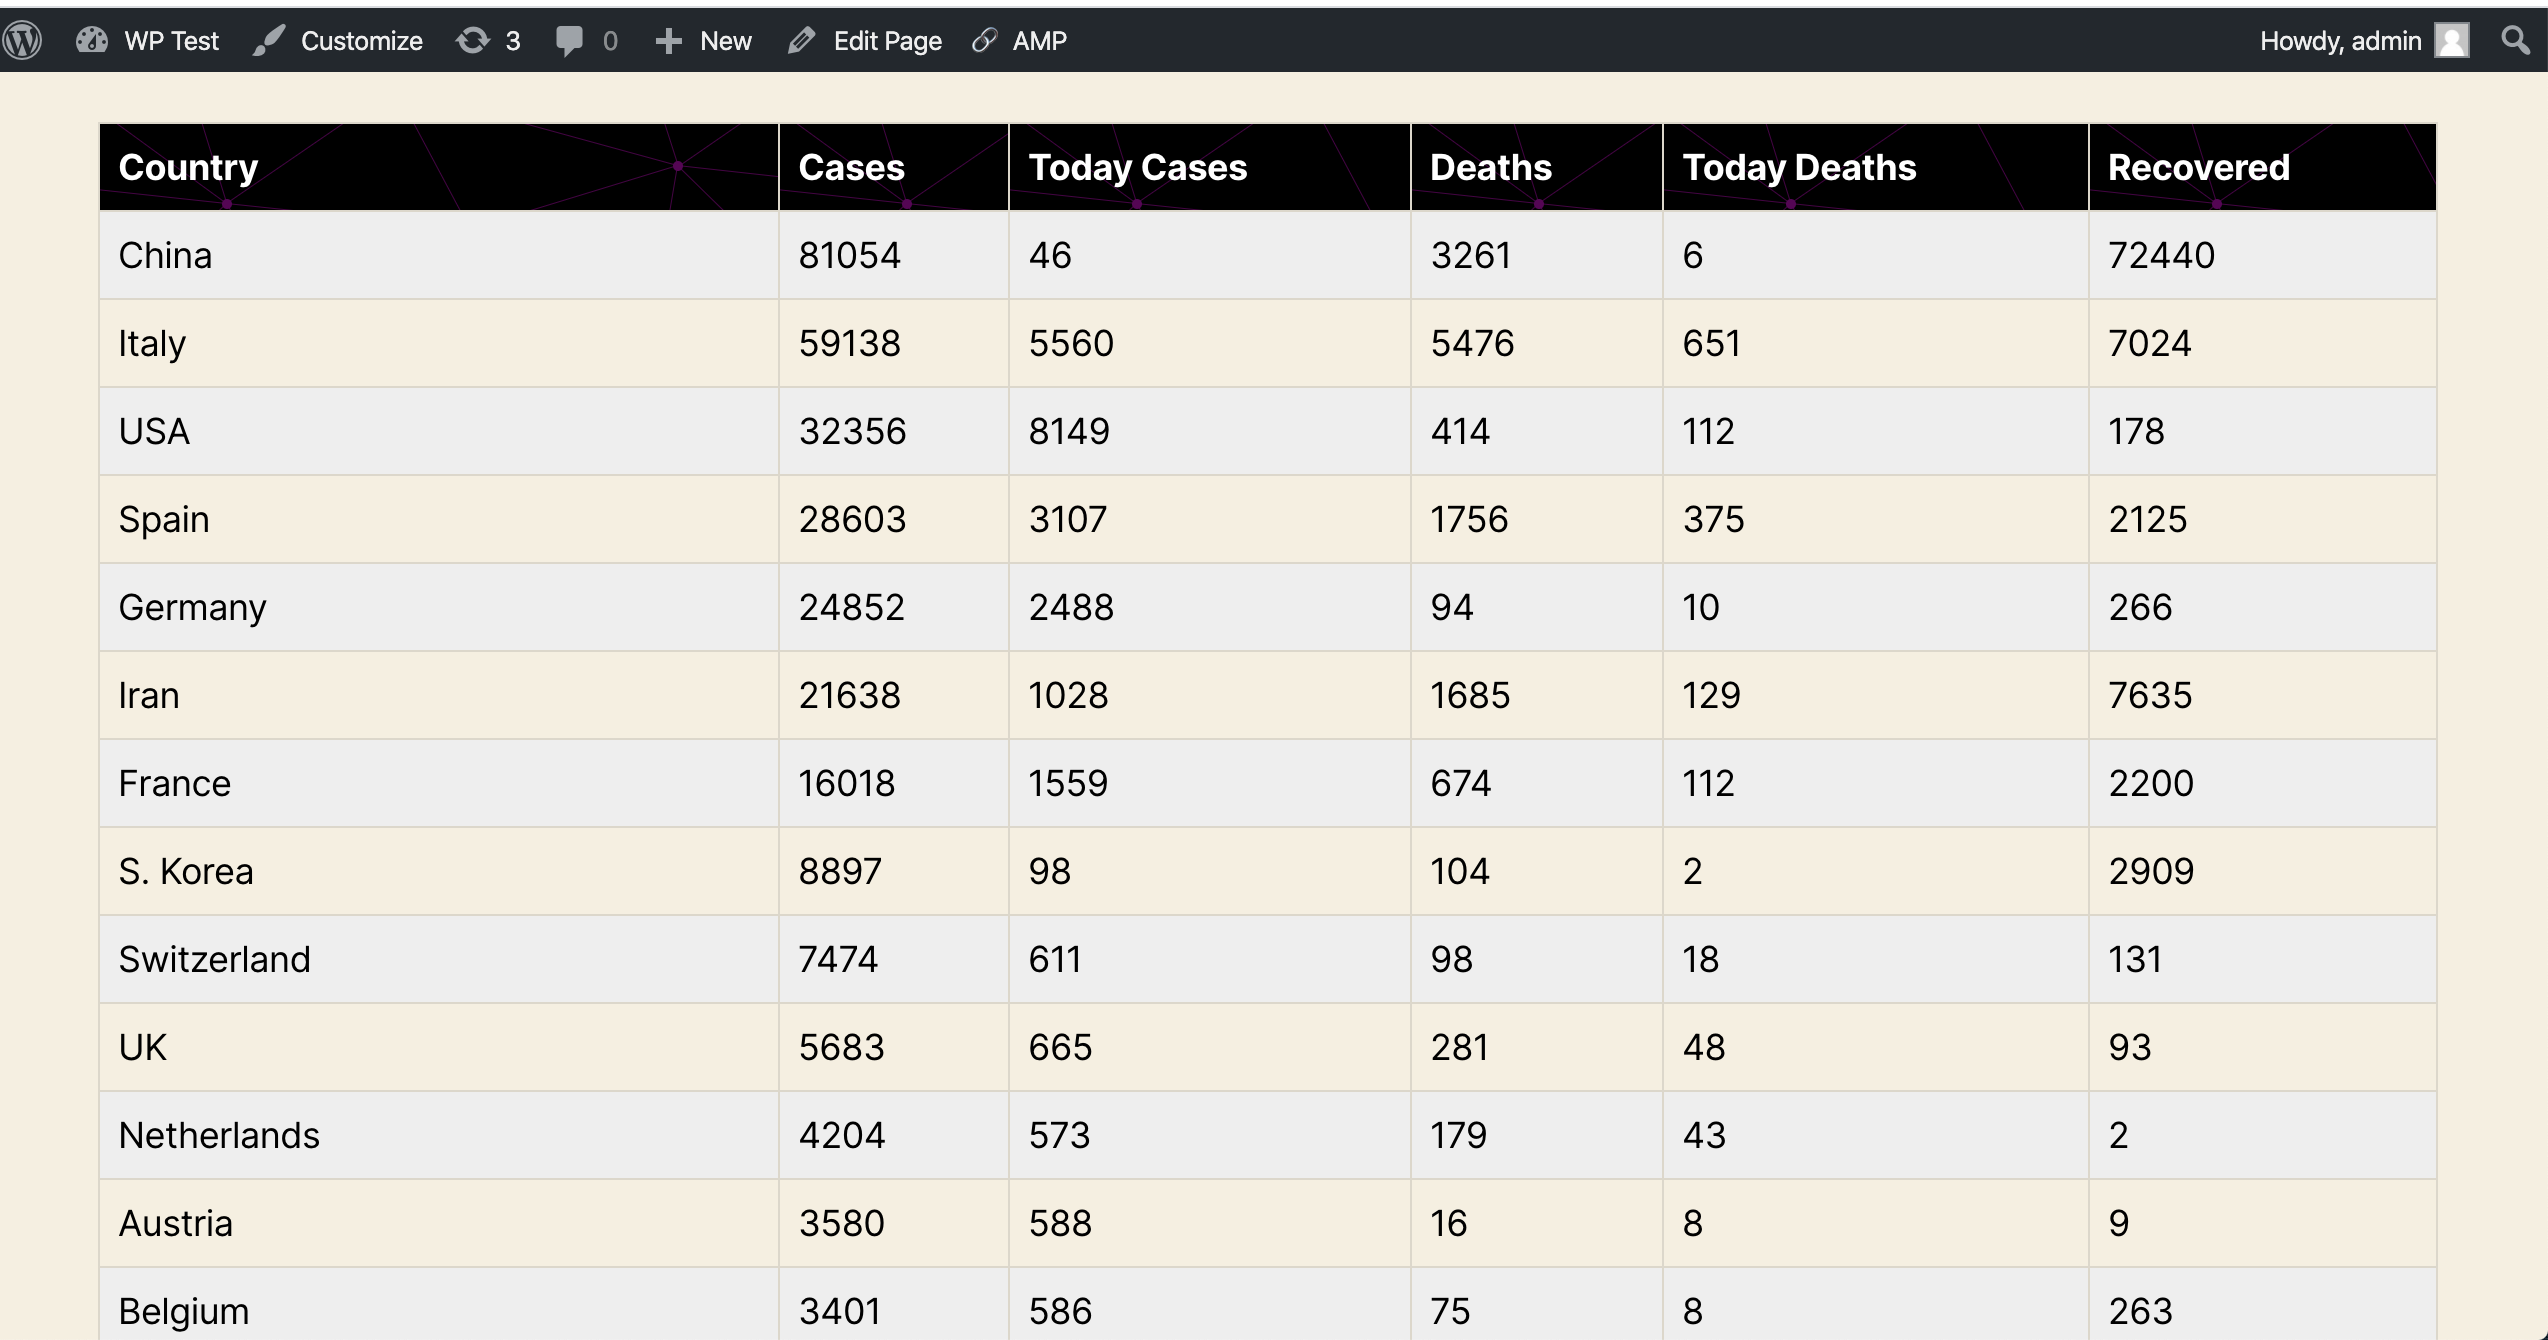 WP Test Customize 3 0 New Edit Page AMP Howdy, admin
Country Cases Today Cases Deaths Today Deaths Recovered
China 81054 46 3261 6 72440
Italy 59138 5560 5476 651 7024
USA 32356 8149 414 112 178
Spain 28603 3107 1756 375 2125
Germany 24852 2488 94 10 266
Iran 21638 1028 1685 129 7635
France 16018 1559 674 112 2200
S. Korea 8897 98 104 2 2909
Switzerland 7474 611 98 18 131
UK 5683 665 281 48 93
Netherlands 4204 573 179 43 2
Austria 3580 588 16 8 9
Belgium 3401 586 75 8 263